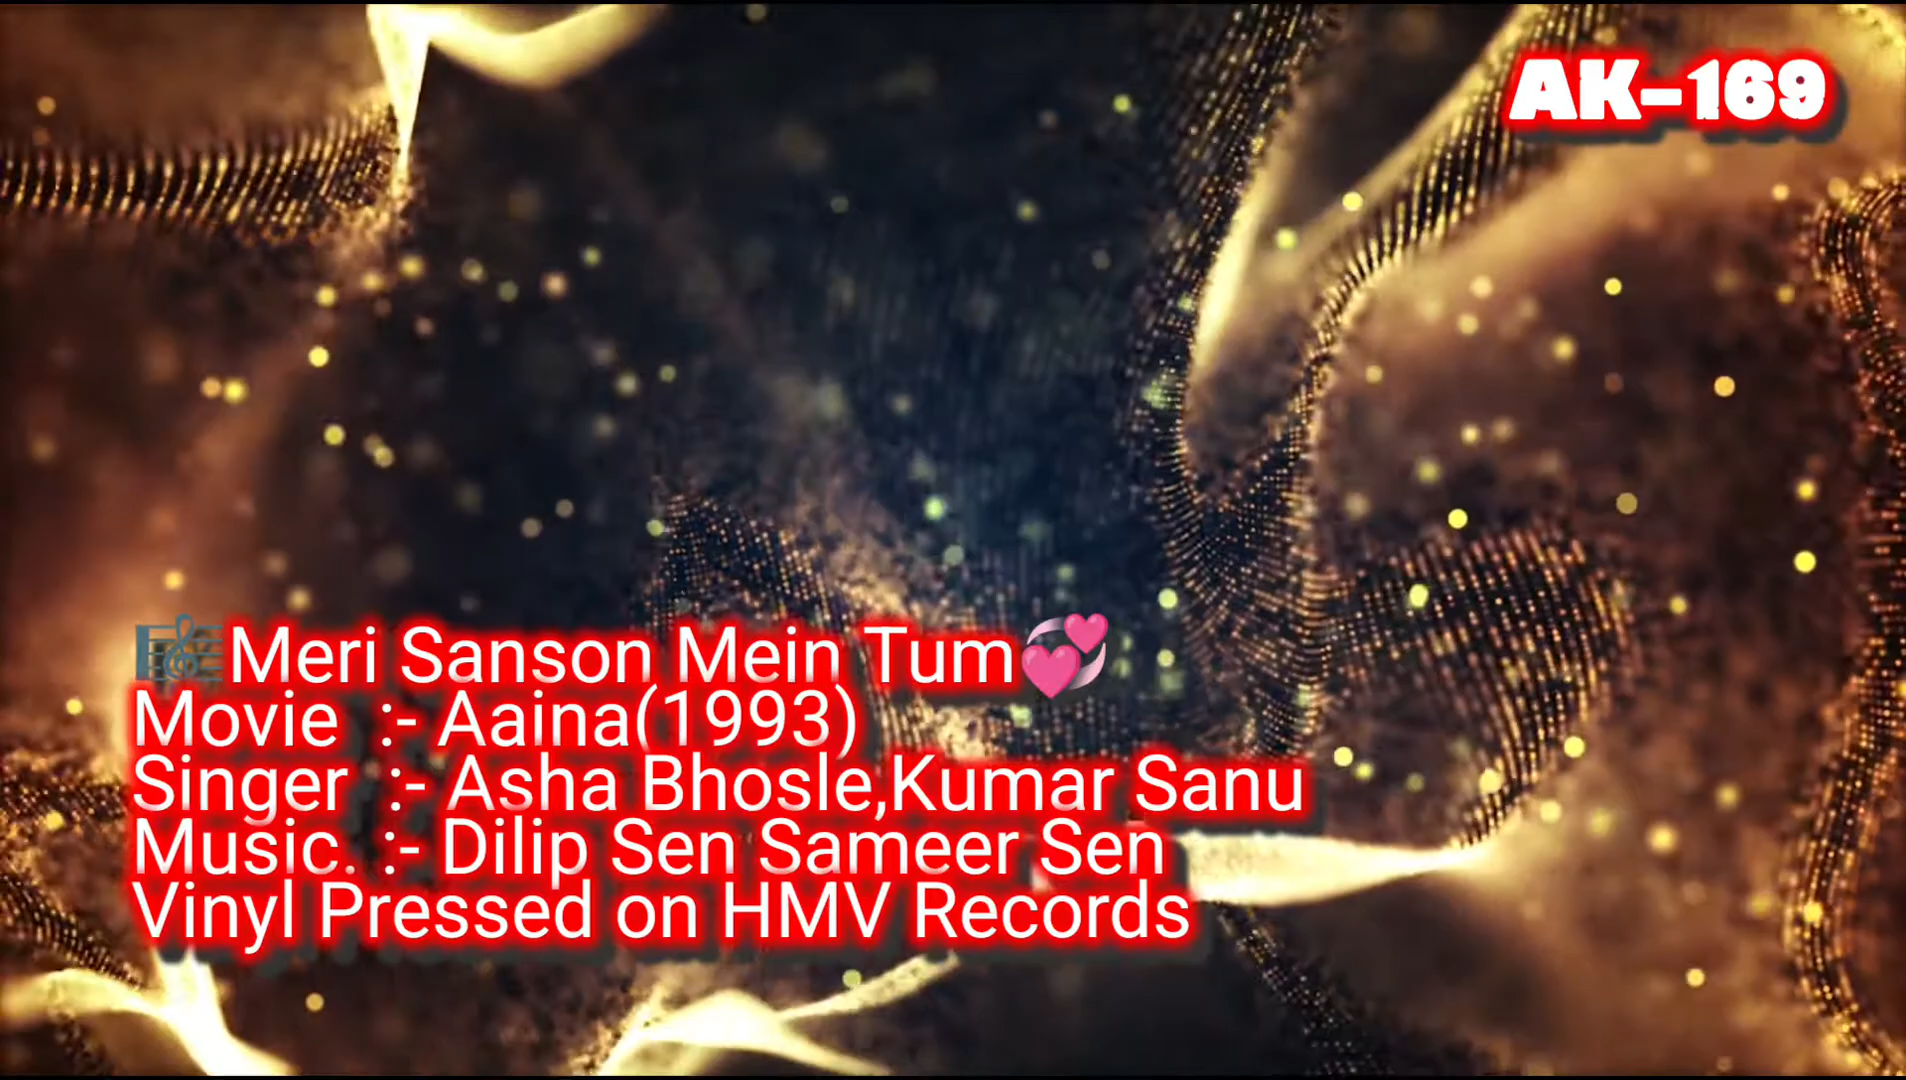 AK-169
🎼Meri Sanson Mein Tum💞
Movie :- Aaina(1993)
Singer :- Asha Bhosle,Kumar Sanu
Music. :- Dilip Sen Sameer Sen
Vinyl Pressed on HMV Records